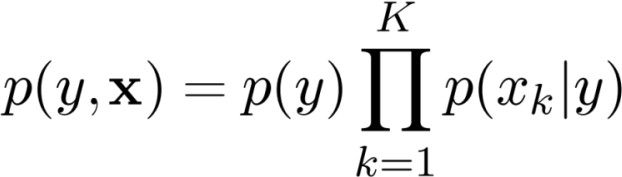 p(y, x) = p(y) ∏_{k=1}^{K} p(x_k|y)